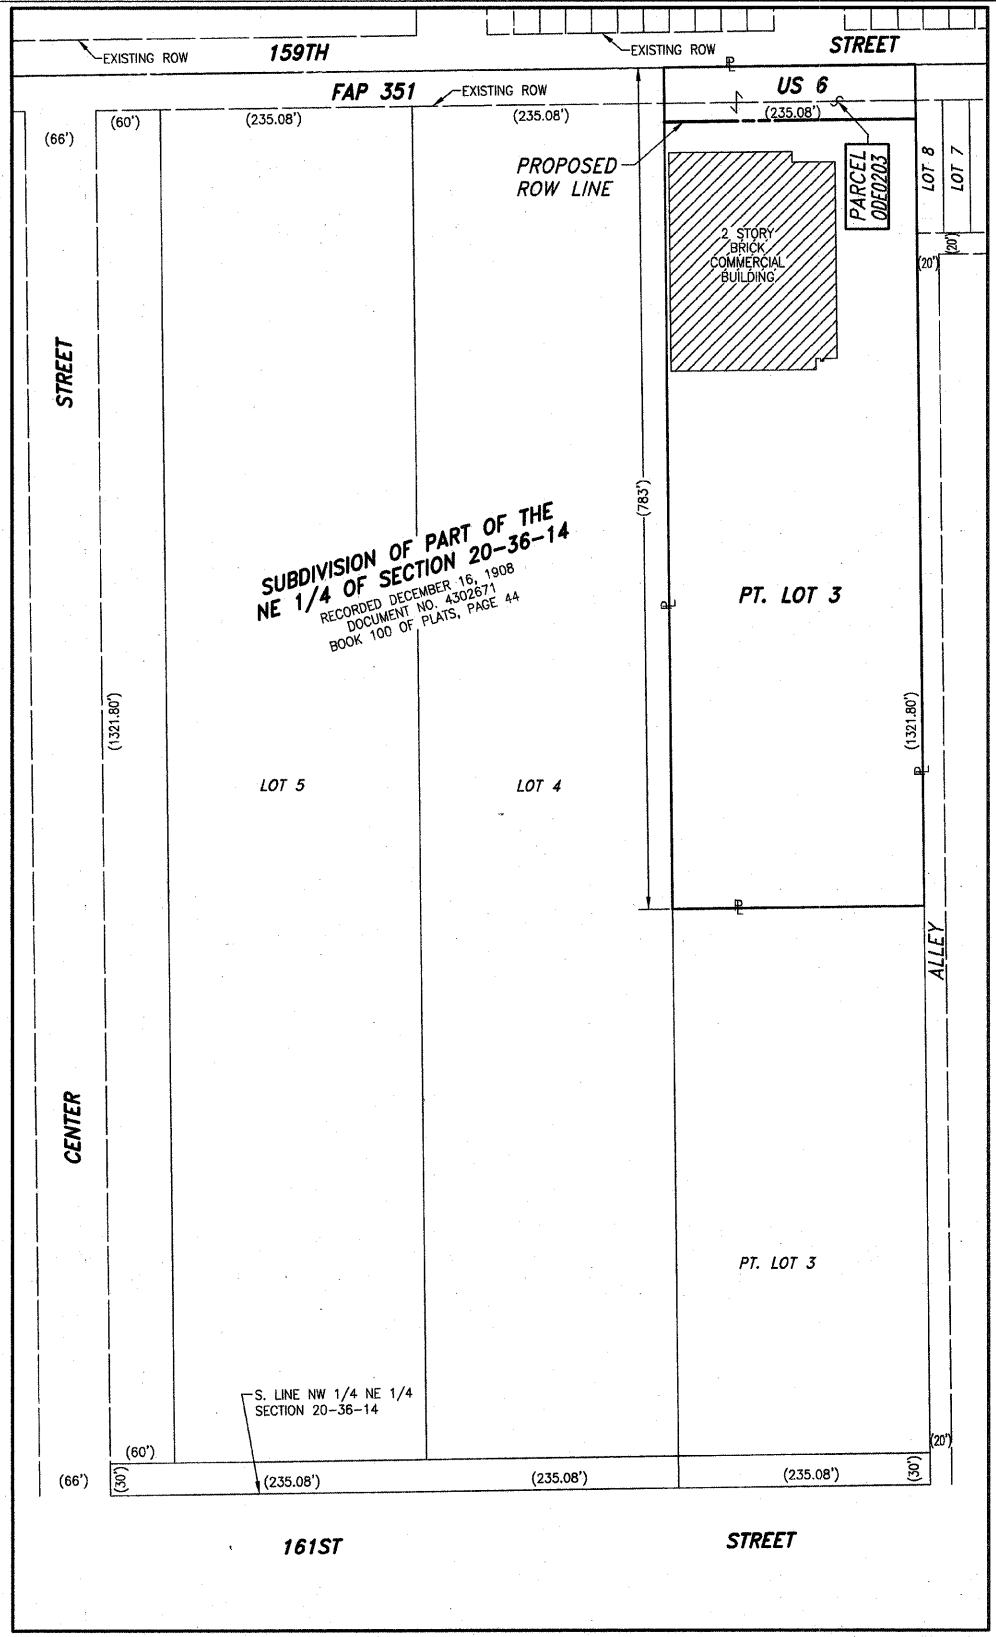 EXISTING ROW
159TH
EXISTING ROW
STREET
FAP 351
EXISTING ROW
US 6
(66')
(60')
(235.08')
(235.08')
(235.08')
PROPOSED
ROW LINE
PARCEL
0DE0203
LOT 8
LOT 7
(20')
(20')
2 STORY
BRICK
COMMERCIAL
BUILDING
STREET
(783')
SUBDIVISION OF PART OF THE
NE 1/4 OF SECTION 20-36-14
RECORDED DECEMBER 16, 1908
DOCUMENT NO. 4302671
BOOK 100 OF PLATS, PAGE 44
PT. LOT 3
(1321.80')
(1321.80')
LOT 5
LOT 4
ALLEY
CENTER
PT. LOT 3
S. LINE NW 1/4 NE 1/4
SECTION 20-36-14
(60')
(20')
(66')
(30')
(235.08')
(235.08')
(235.08')
(30')
161ST
STREET